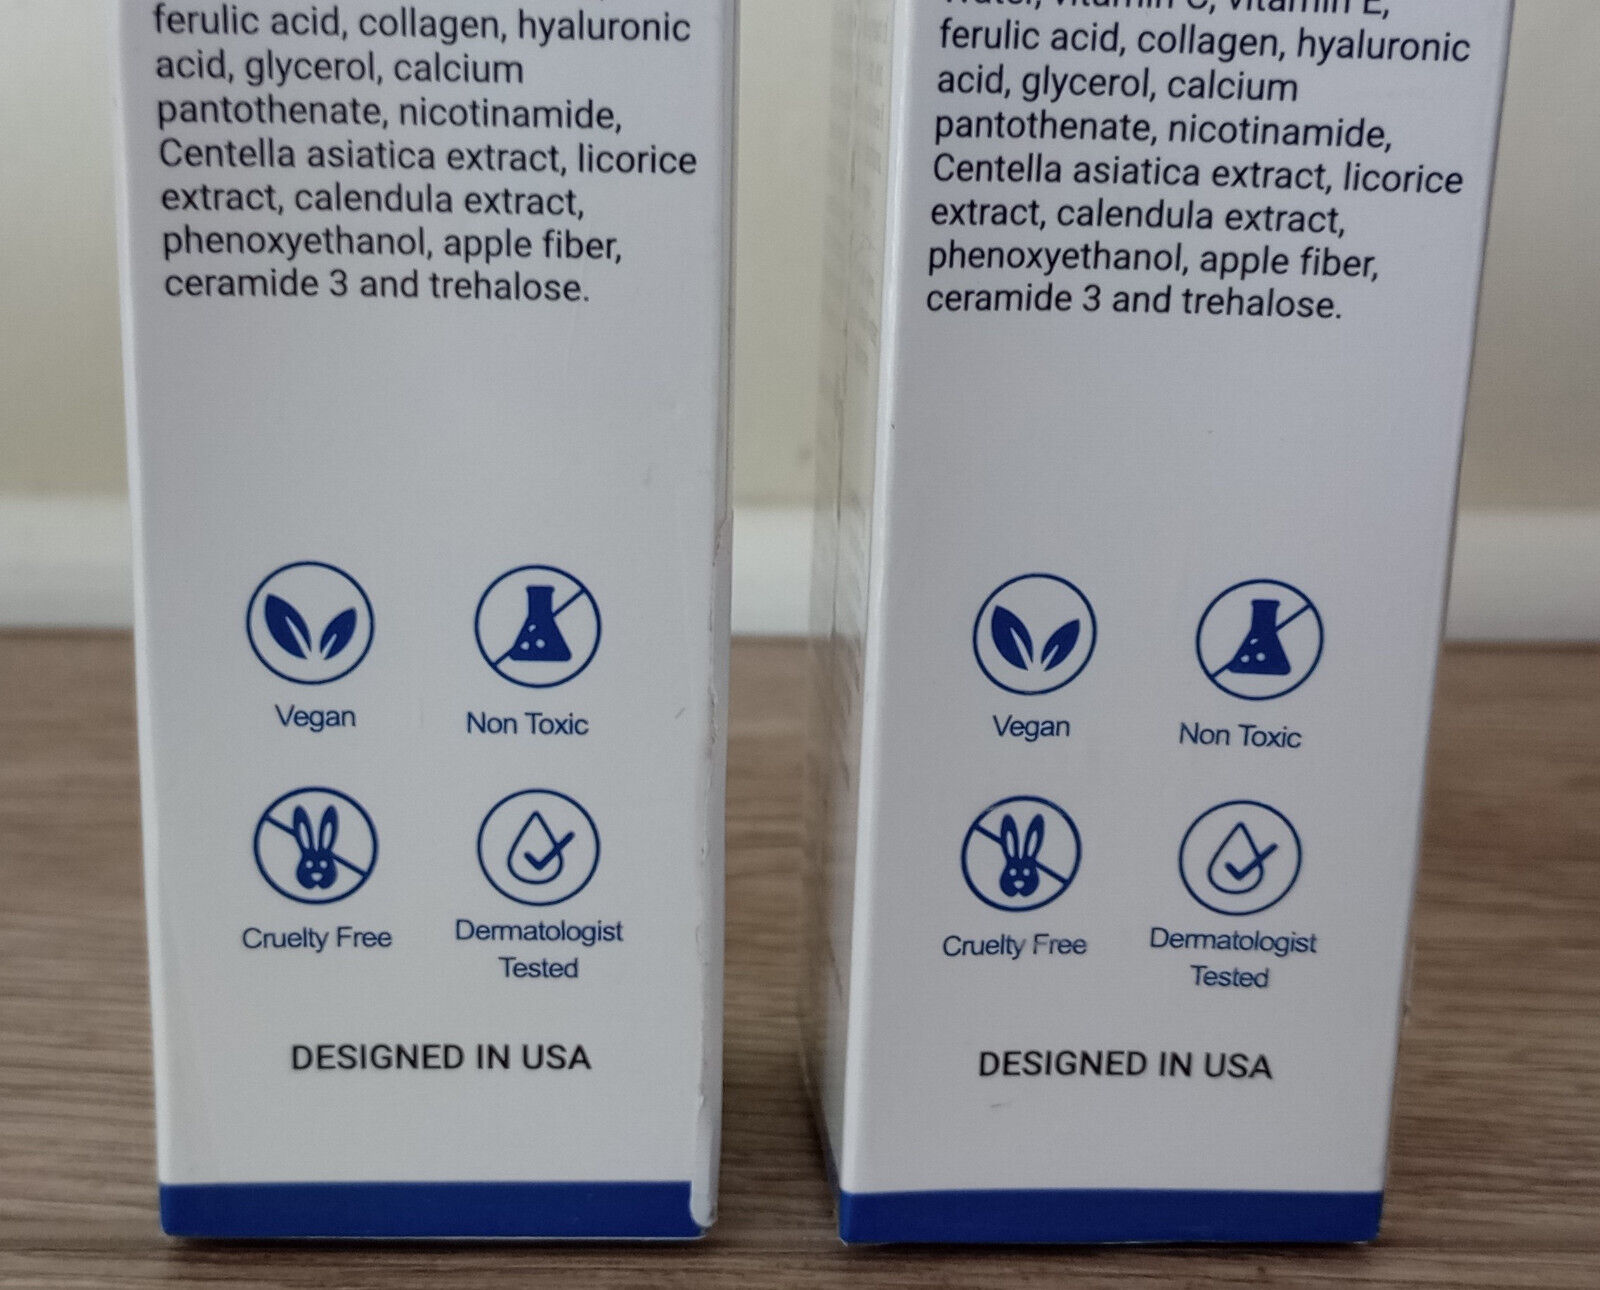 ferulic acid, collagen, hyaluronic
acid, glycerol, calcium
pantothenate, nicotinamide,
Centella asiatica extract, licorice
extract, calendula extract,
phenoxyethanol, apple fiber,
ceramide 3 and trehalose.
Vegan
Non Toxic
Cruelty Free
Dermatologist
Tested
DESIGNED IN USA
Water, vitamin C, vitamin E,
ferulic acid, collagen, hyaluronic
acid, glycerol, calcium
pantothenate, nicotinamide,
Centella asiatica extract, licorice
extract, calendula extract,
phenoxyethanol, apple fiber,
ceramide 3 and trehalose.
Vegan
Non Toxic
Cruelty Free
Dermatologist
Tested
DESIGNED IN USA